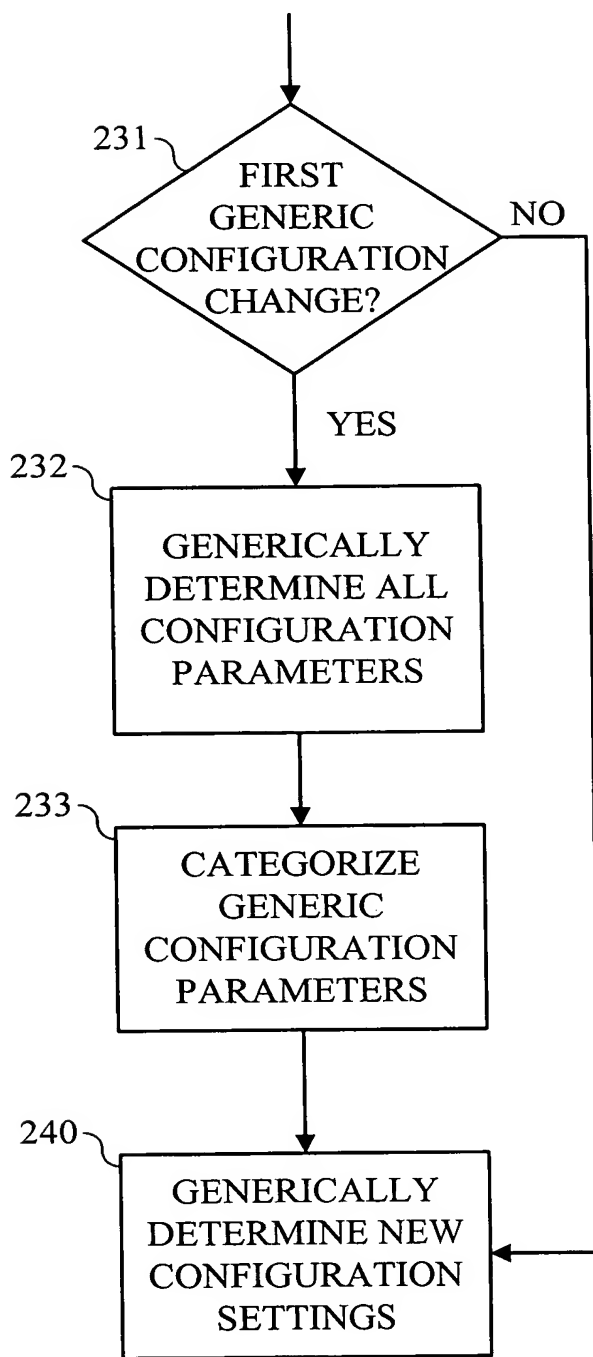 231
FIRST
GENERIC
CONFIGURATION
CHANGE?
NO
YES
232
GENERICALLY
DETERMINE ALL
CONFIGURATION
PARAMETERS
233
CATEGORIZE
GENERIC
CONFIGURATION
PARAMETERS
240
GENERICALLY
DETERMINE NEW
CONFIGURATION
SETTINGS